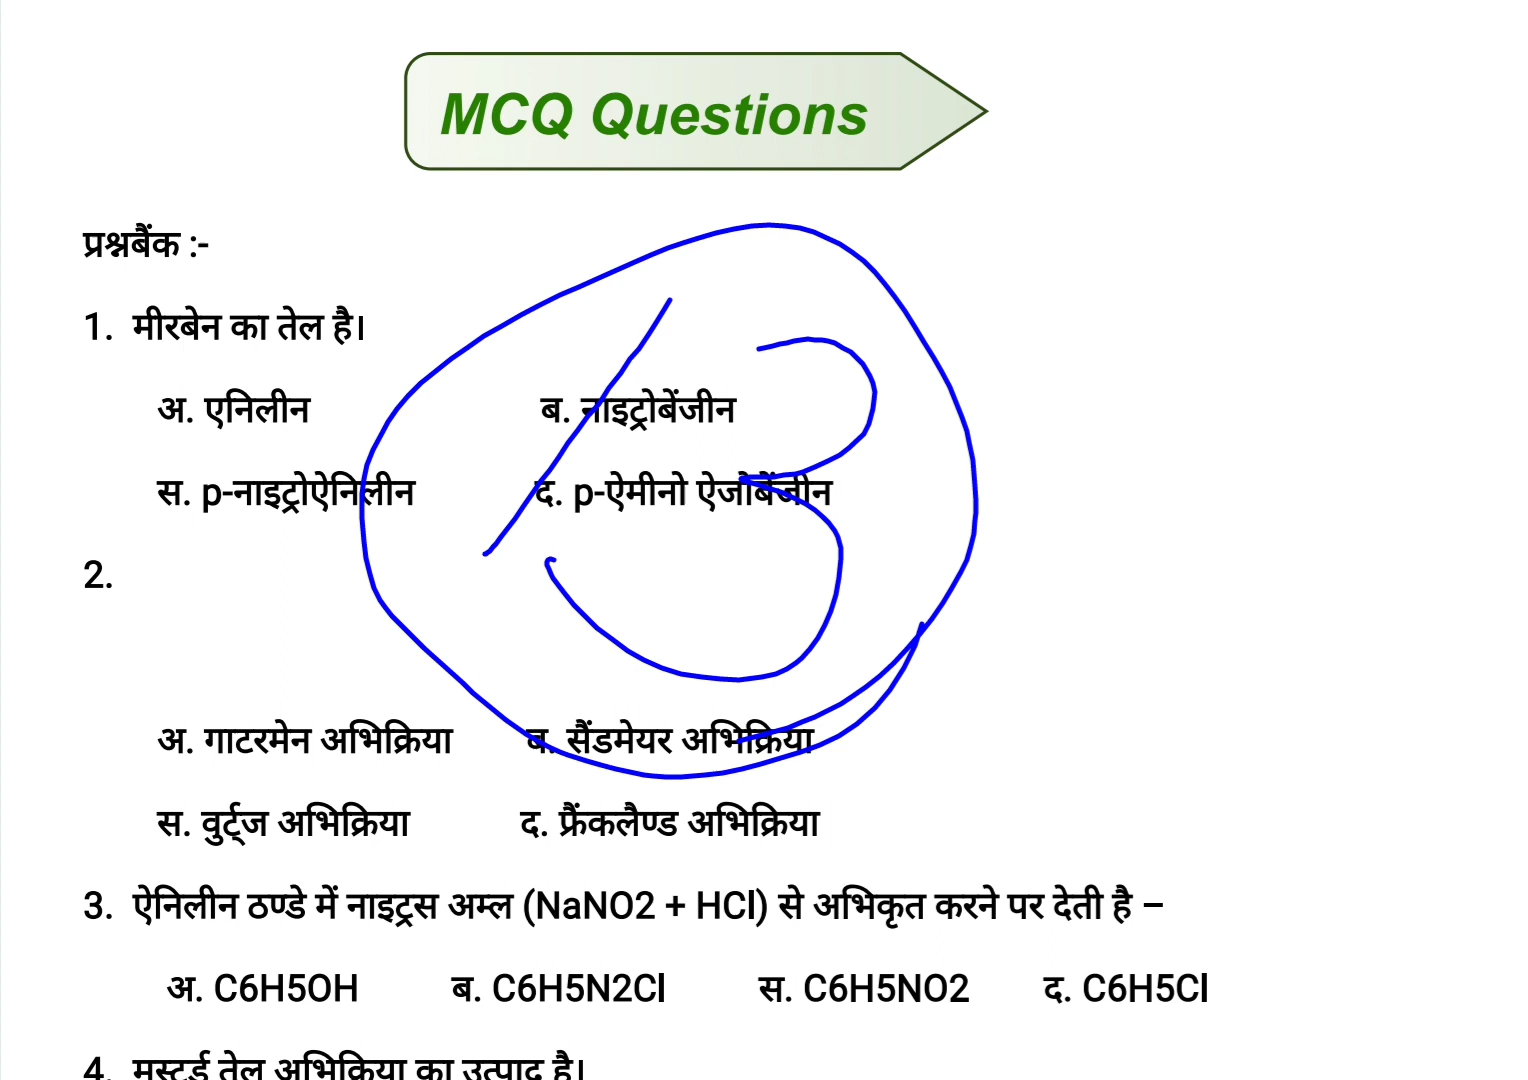 MCQ Questions
प्रश्नबैंक :-
1. मीरबेन का तेल है।
अ. एनिलीन ब. नाइट्रोबेंजीन
स. p-नाइट्रोऐनिलीन द. p-ऐमीनो ऐजोबैंजीन
2.
अ. गाटरमेन अभिक्रिया ब. सैंडमेयर अभिक्रिया
स. वुर्ट्ज अभिक्रिया द. फ्रैंकलैण्ड अभिक्रिया
3. ऐनिलीन ठण्डे में नाइट्रस अम्ल (NaNO2 + HCl) से अभिकृत करने पर देती है –
अ. C6H5OH ब. C6H5N2Cl स. C6H5NO2 द. C6H5Cl
4. मस्टर्ड तेल अभिक्रिया का उत्पाद है।
13